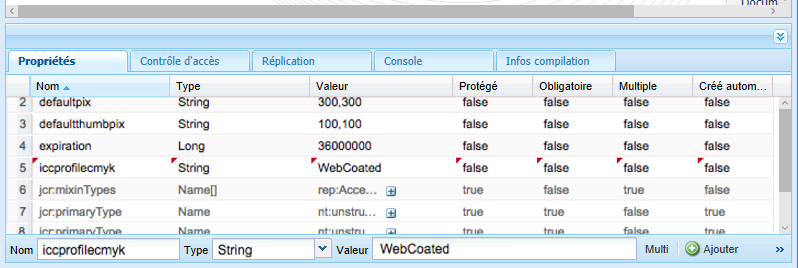 Docum
Propriétés Contrôle d'accès Réplication Console Infos compilation
Nom Type Valeur Protégé Obligatoire Multiple Créé autom...
2 defaultpix String 300,300 false false false false
3 defaultthumbpix String 100,100 false false false false
4 expiration Long 36000000 false false false false
5 iccprofilecmyk String WebCoated false false false false
6 jcr:mixinTypes Name[] rep:Acce... true false true false
7 jcr:primaryType Name nt:unstru... true true false true
8 jcr:primaryType Name nt:unstru... true true false true
Nom iccprofilecmyk Type String Valeur WebCoated Multi Ajouter »